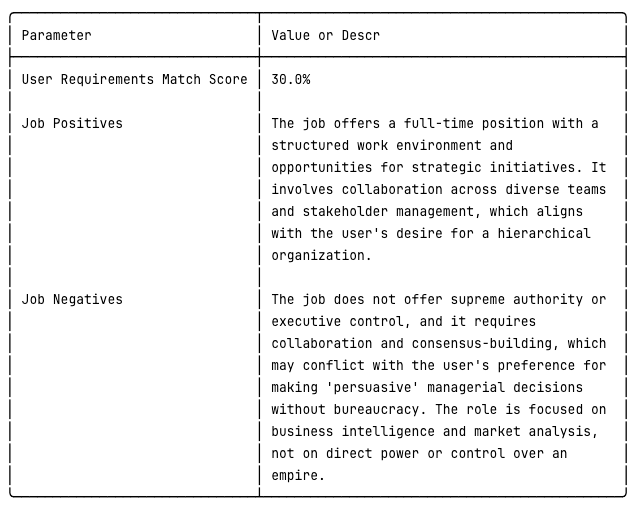 Parameter | Value or Descr
User Requirements Match Score | 30.0%
Job Positives | The job offers a full-time position with a
structured work environment and
opportunities for strategic initiatives. It
involves collaboration across diverse teams
and stakeholder management, which aligns
with the user's desire for a hierarchical
organization.
Job Negatives | The job does not offer supreme authority or
executive control, and it requires
collaboration and consensus-building, which
may conflict with the user's preference for
making 'persuasive' managerial decisions
without bureaucracy. The role is focused on
business intelligence and market analysis,
not on direct power or control over an
empire.